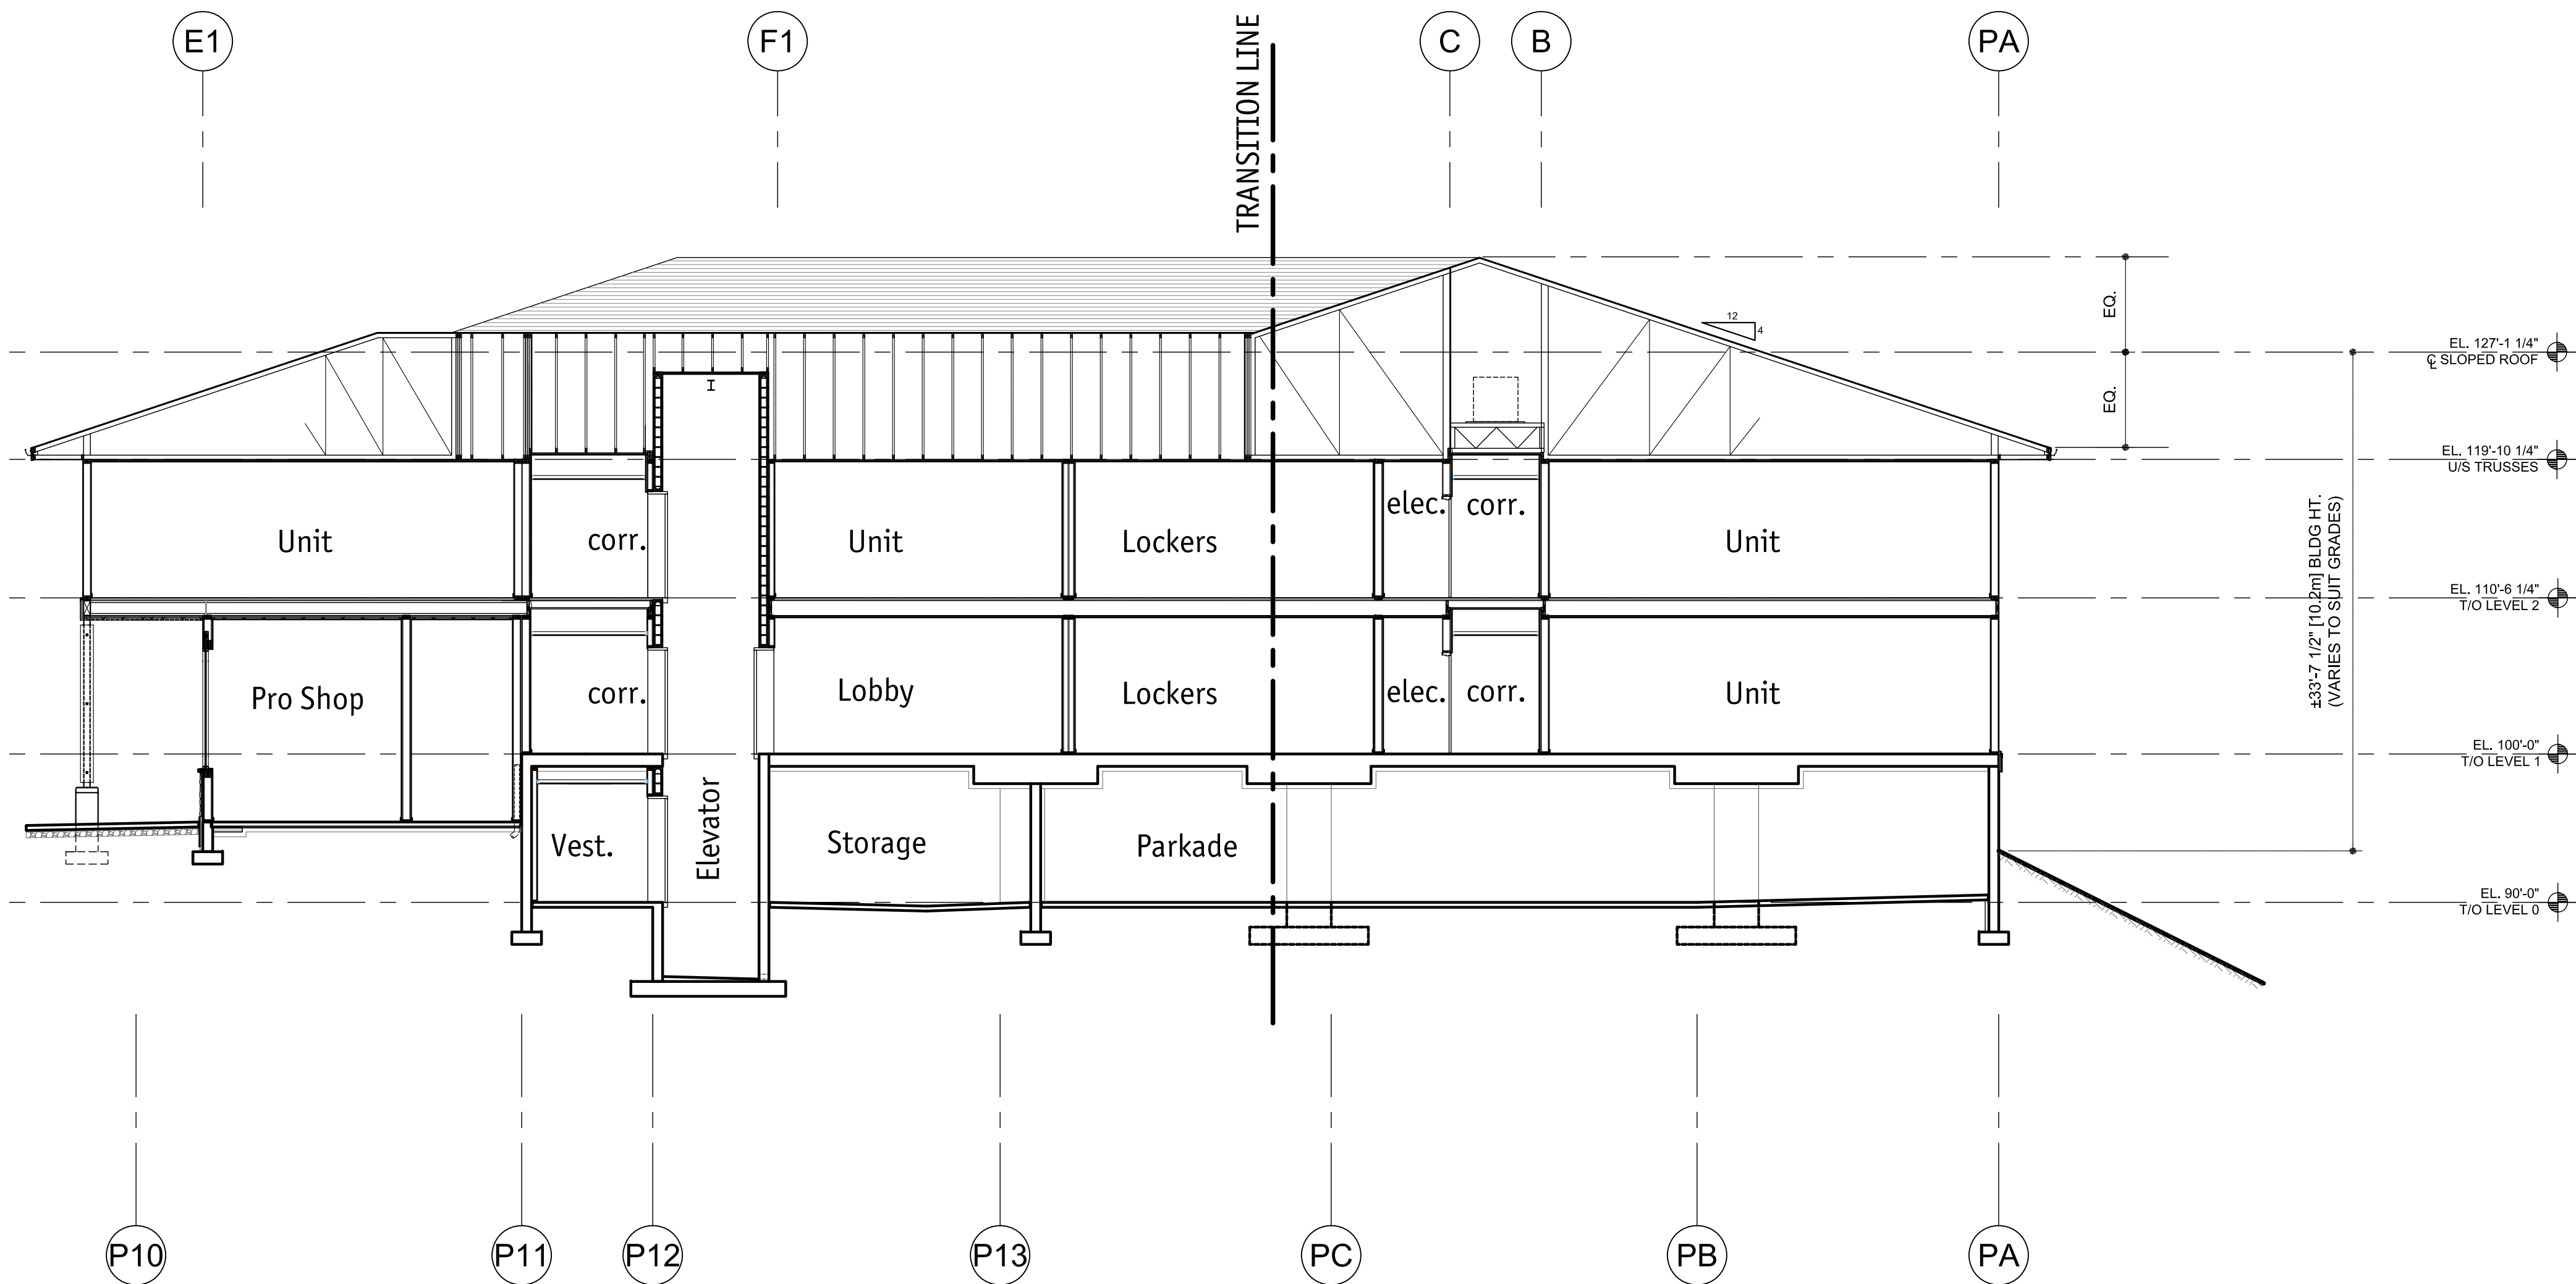 E1
F1
TRANSITION LINE
C
B
PA
12
4
EQ.
EQ.
EL. 127'-1 1/4"
℄ SLOPED ROOF
EL. 119'-10 1/4"
U/S TRUSSES
Unit
corr.
Unit
Lockers
elec.
corr.
Unit
±33'-7 1/2" [10.2m] BLDG HT.
(VARIES TO SUIT GRADES)
EL. 110'-6 1/4"
T/O LEVEL 2
Pro Shop
corr.
Lobby
Lockers
elec.
corr.
Unit
EL. 100'-0"
T/O LEVEL 1
Vest.
Elevator
Storage
Parkade
EL. 90'-0"
T/O LEVEL 0
P10
P11
P12
P13
PC
PB
PA